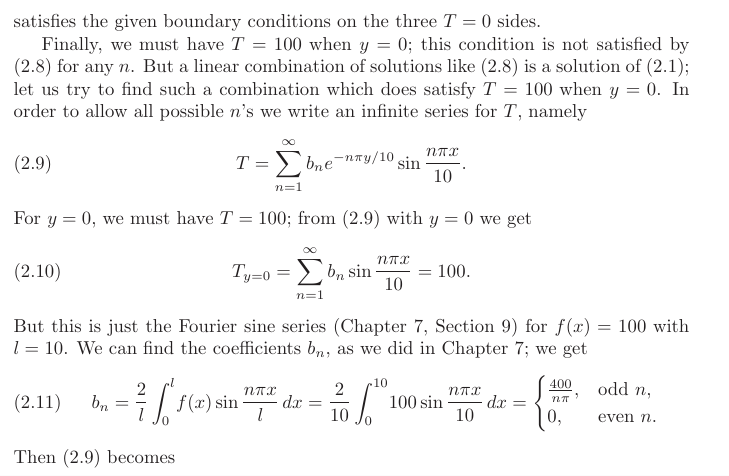 satisfies the given boundary conditions on the three T = 0 sides.
Finally, we must have T = 100 when y = 0; this condition is not satisfied by
(2.8) for any n. But a linear combination of solutions like (2.8) is a solution of (2.1);
let us try to find such a combination which does satisfy T = 100 when y = 0. In
order to allow all possible n's we write an infinite series for T, namely
(2.9) T = \sum_{n=1}^{\infty} b_n e^{-n\pi y/10} \sin \frac{n\pi x}{10}.
For y = 0, we must have T = 100; from (2.9) with y = 0 we get
(2.10) T_{y=0} = \sum_{n=1}^{\infty} b_n \sin \frac{n\pi x}{10} = 100.
But this is just the Fourier sine series (Chapter 7, Section 9) for f(x) = 100 with
l = 10. We can find the coefficients b_n, as we did in Chapter 7; we get
(2.11) b_n = \frac{2}{l} \int_0^l f(x) \sin \frac{n\pi x}{l} dx = \frac{2}{10} \int_0^{10} 100 \sin \frac{n\pi x}{10} dx = \begin{cases} \frac{400}{n\pi}, & \text{odd } n, \\ 0, & \text{even } n. \end{cases}
Then (2.9) becomes